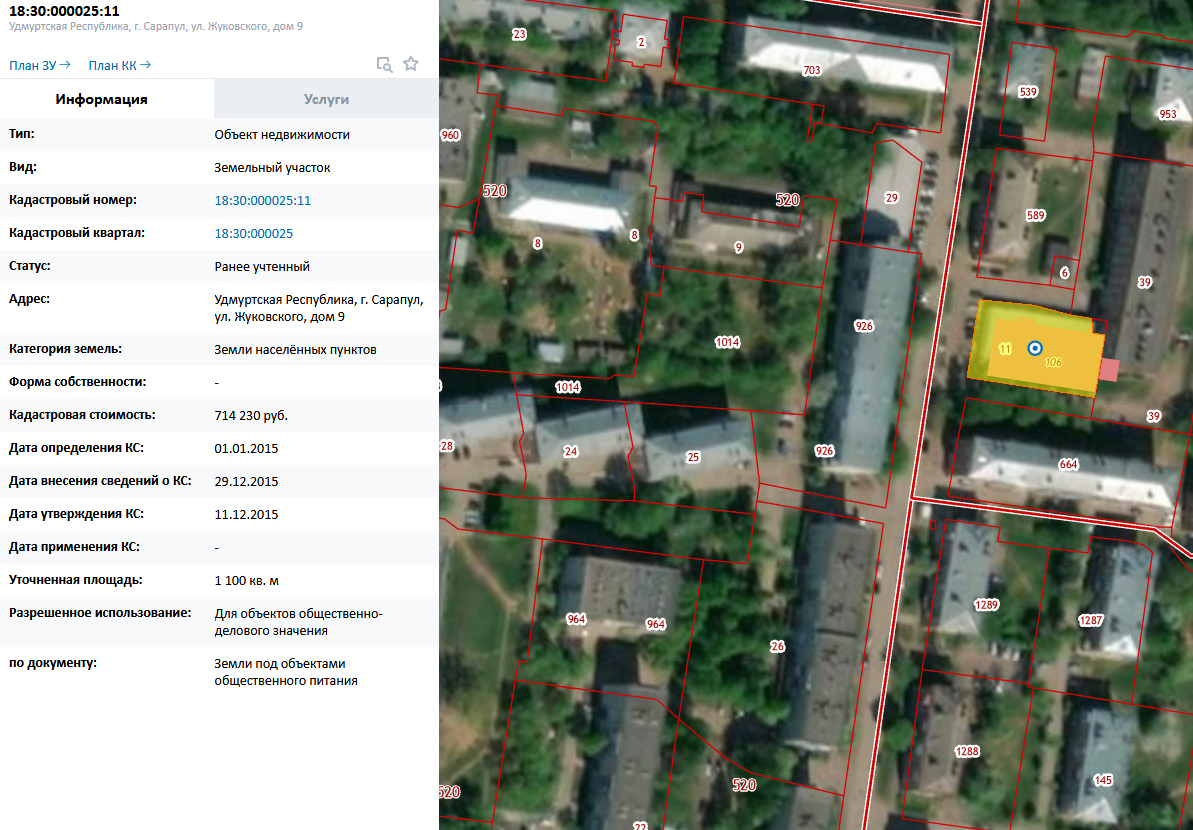 18:30:000025:11
Удмуртская Республика, г. Сарапул, ул. Жуковского, дом 9
План ЗУ → План КК →
Информация Услуги
Тип: Объект недвижимости
Вид: Земельный участок
Кадастровый номер: 18:30:000025:11
Кадастровый квартал: 18:30:000025
Статус: Ранее учтенный
Адрес: Удмуртская Республика, г. Сарапул,
ул. Жуковского, дом 9
Категория земель: Земли населённых пунктов
Форма собственности: -
Кадастровая стоимость: 714 230 руб.
Дата определения КС: 01.01.2015
Дата внесения сведений о КС: 29.12.2015
Дата утверждения КС: 11.12.2015
Дата применения КС: -
Уточненная площадь: 1 100 кв. м
Разрешенное использование: Для объектов общественно-
делового значения
по документу: Земли под объектами
общественного питания
23
2
703
539
953
960
520
520
29
589
8
8
9
6
39
926
1014
11
106
1014
39
28
24
25
926
664
964
964
1289
1287
26
1288
145
520
520
22